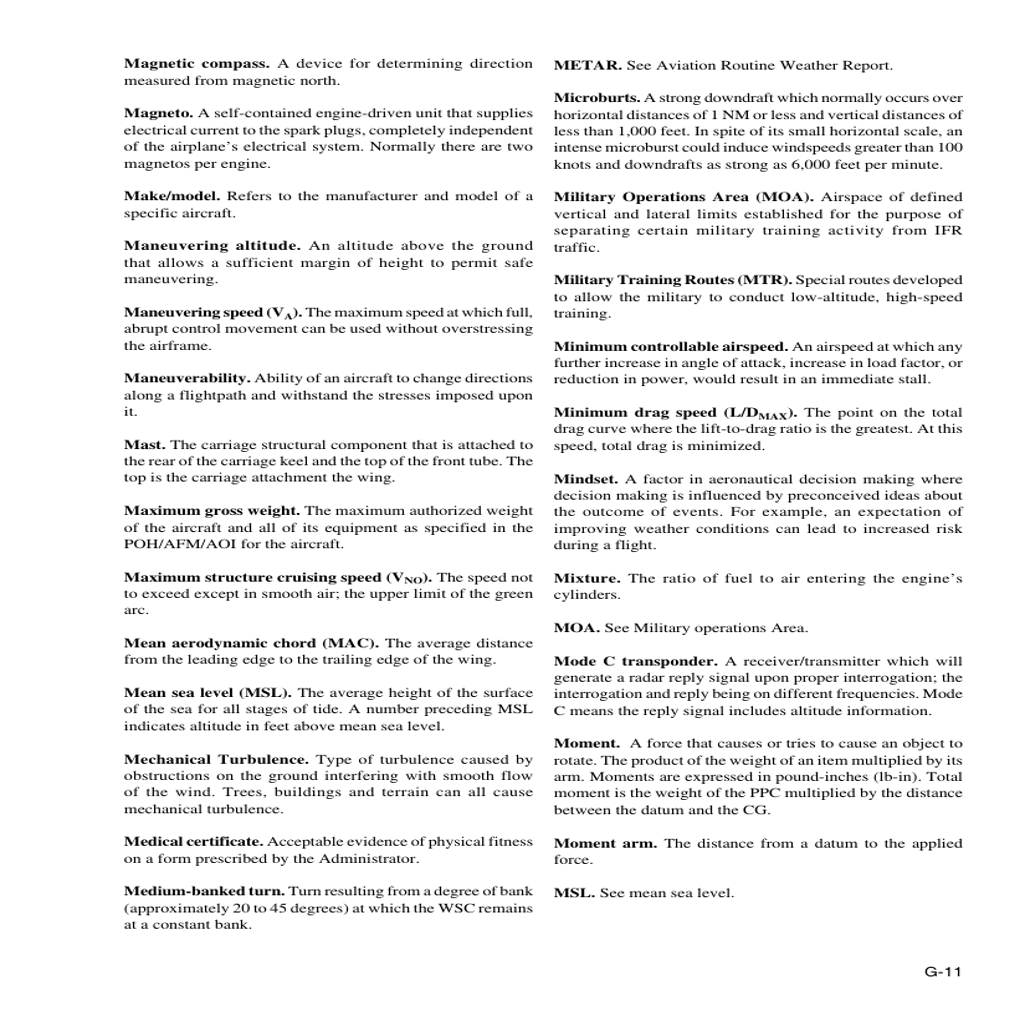 Magnetic compass. A device for determining direction
measured from magnetic north.
Magneto. A self-contained engine-driven unit that supplies
electrical current to the spark plugs, completely independent
of the airplane’s electrical system. Normally there are two
magnetos per engine.
Make/model. Refers to the manufacturer and model of a
specific aircraft.
Maneuvering altitude. An altitude above the ground
that allows a sufficient margin of height to permit safe
maneuvering.
Maneuvering speed (VA). The maximum speed at which full,
abrupt control movement can be used without overstressing
the airframe.
Maneuverability. Ability of an aircraft to change directions
along a flightpath and withstand the stresses imposed upon
it.
Mast. The carriage structural component that is attached to
the rear of the carriage keel and the top of the front tube. The
top is the carriage attachment the wing.
Maximum gross weight. The maximum authorized weight
of the aircraft and all of its equipment as specified in the
POH/AFM/AOI for the aircraft.
Maximum structure cruising speed (VNO). The speed not
to exceed except in smooth air; the upper limit of the green
arc.
Mean aerodynamic chord (MAC). The average distance
from the leading edge to the trailing edge of the wing.
Mean sea level (MSL). The average height of the surface
of the sea for all stages of tide. A number preceding MSL
indicates altitude in feet above mean sea level.
Mechanical Turbulence. Type of turbulence caused by
obstructions on the ground interfering with smooth flow
of the wind. Trees, buildings and terrain can all cause
mechanical turbulence.
Medical certificate. Acceptable evidence of physical fitness
on a form prescribed by the Administrator.
Medium-banked turn. Turn resulting from a degree of bank
(approximately 20 to 45 degrees) at which the WSC remains
at a constant bank.
METAR. See Aviation Routine Weather Report.
Microburts. A strong downdraft which normally occurs over
horizontal distances of 1 NM or less and vertical distances of
less than 1,000 feet. In spite of its small horizontal scale, an
intense microburst could induce windspeeds greater than 100
knots and downdrafts as strong as 6,000 feet per minute.
Military Operations Area (MOA). Airspace of defined
vertical and lateral limits established for the purpose of
separating certain military training activity from IFR
traffic.
Military Training Routes (MTR). Special routes developed
to allow the military to conduct low-altitude, high-speed
training.
Minimum controllable airspeed. An airspeed at which any
further increase in angle of attack, increase in load factor, or
reduction in power, would result in an immediate stall.
Minimum drag speed (L/DMAX). The point on the total
drag curve where the lift-to-drag ratio is the greatest. At this
speed, total drag is minimized.
Mindset. A factor in aeronautical decision making where
decision making is influenced by preconceived ideas about
the outcome of events. For example, an expectation of
improving weather conditions can lead to increased risk
during a flight.
Mixture. The ratio of fuel to air entering the engine’s
cylinders.
MOA. See Military operations Area.
Mode C transponder. A receiver/transmitter which will
generate a radar reply signal upon proper interrogation; the
interrogation and reply being on different frequencies. Mode
C means the reply signal includes altitude information.
Moment. A force that causes or tries to cause an object to
rotate. The product of the weight of an item multiplied by its
arm. Moments are expressed in pound-inches (lb-in). Total
moment is the weight of the PPC multiplied by the distance
between the datum and the CG.
Moment arm. The distance from a datum to the applied
force.
MSL. See mean sea level.
G-11